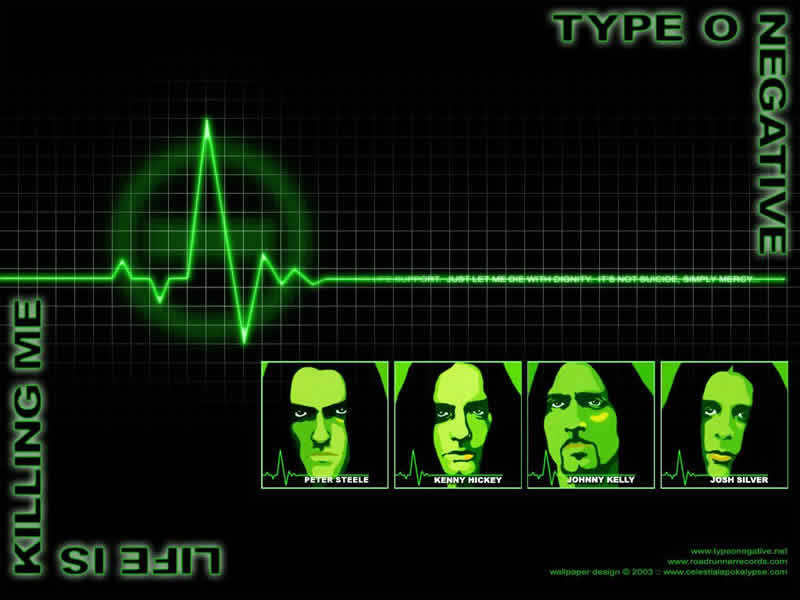 TYPE O NEGATIVE
LIFE SUPPORT. JUST LET ME DIE WITH DIGNITY. IT'S NOT SUICIDE, SIMPLY MERCY...
PETER STEELE
KENNY HICKEY
JOHNNY KELLY
JOSH SILVER
LIFE IS
KILLING ME
www.typeonegative.net
www.roadrunnerrecords.com
wallpaper design © 2003 :: www.celestialapokalypse.com